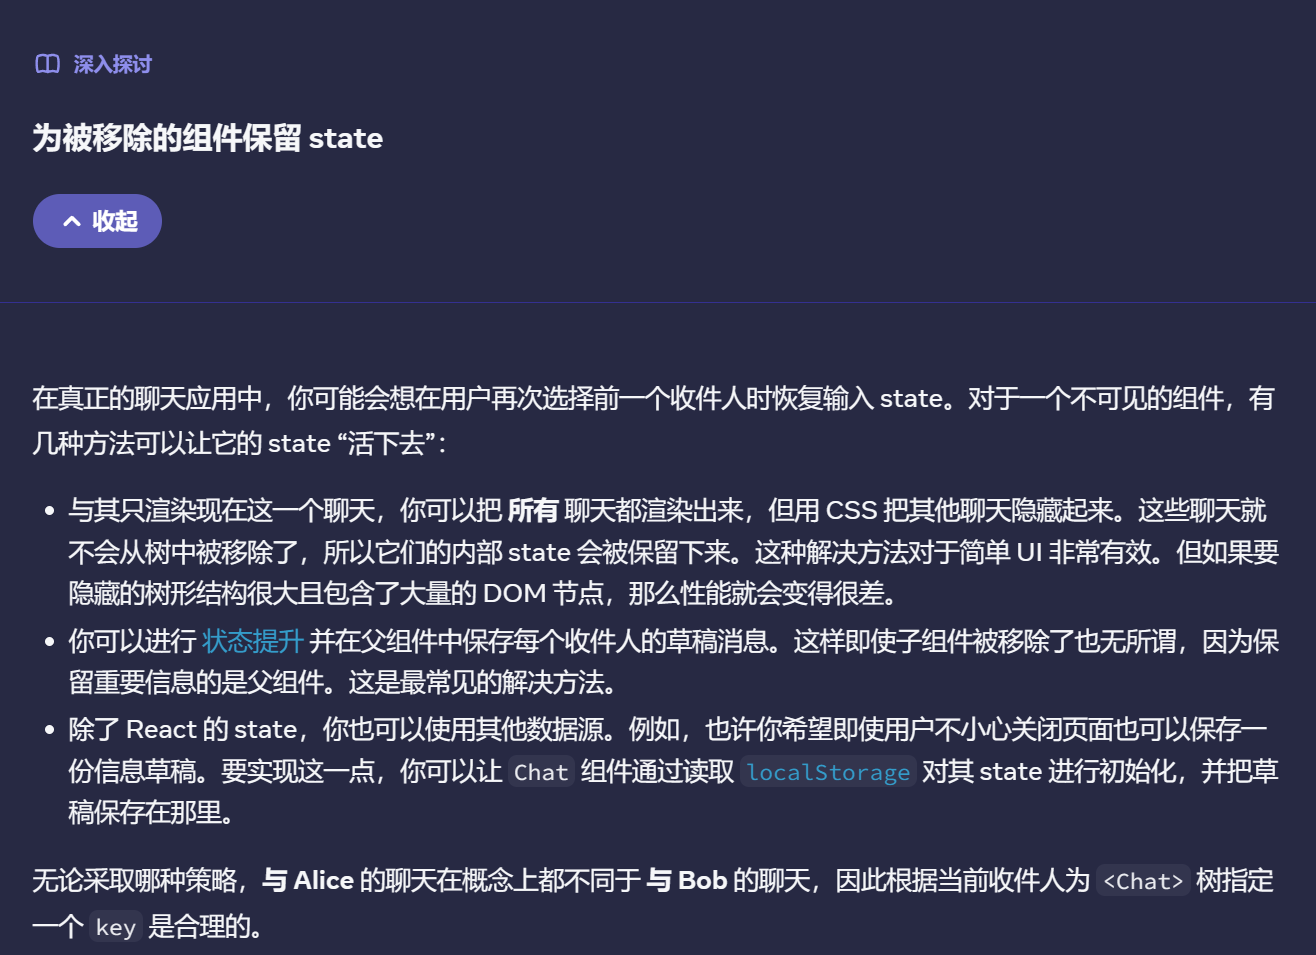 深入探讨
为被移除的组件保留 state
收起
在真正的聊天应用中，你可能会想在用户再次选择前一个收件人时恢复输入 state。对于一个不可见的组件，有
几种方法可以让它的 state “活下去”：
• 与其只渲染现在这一个聊天，你可以把 所有 聊天都渲染出来，但用 CSS 把其他聊天隐藏起来。这些聊天就
不会从树中被移除了，所以它们的内部 state 会被保留下来。这种解决方法对于简单 UI 非常有效。但如果要
隐藏的树形结构很大且包含了大量的 DOM 节点，那么性能就会变得很差。
• 你可以进行 状态提升 并在父组件中保存每个收件人的草稿消息。这样即使子组件被移除了也无所谓，因为保
留重要信息的是父组件。这是最常见的解决方法。
• 除了 React 的 state，你也可以使用其他数据源。例如，也许你希望即使用户不小心关闭页面也可以保存一
份信息草稿。要实现这一点，你可以让 Chat 组件通过读取 localStorage 对其 state 进行初始化，并把草
稿保存在那里。
无论采取哪种策略，与 Alice 的聊天在概念上都不同于 与 Bob 的聊天，因此根据当前收件人为 <Chat> 树指定
一个 key 是合理的。